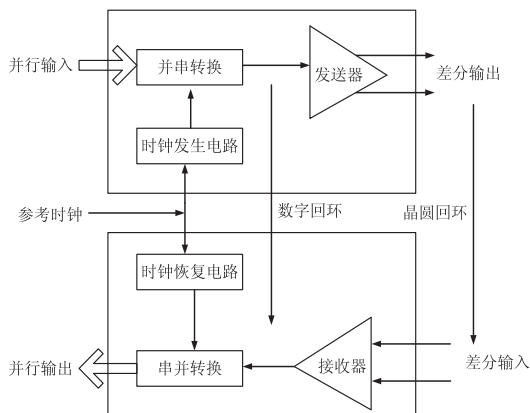 并行输入
并串转换
发送器
差分输出
时钟发生电路
参考时钟
数字回环
晶圆回环
时钟恢复电路
并行输出
串并转换
接收器
差分输入